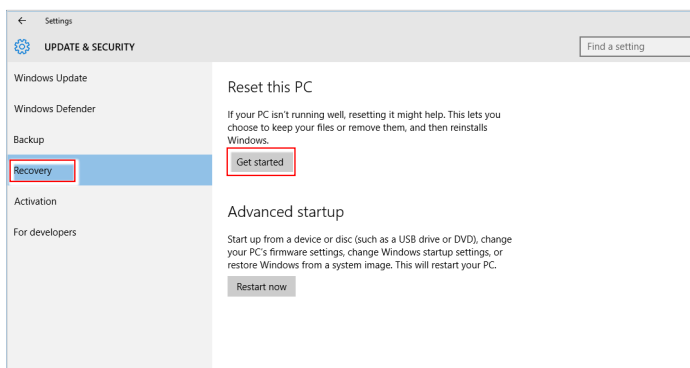 Settings
UPDATE & SECURITY
Find a setting
Windows Update
Windows Defender
Backup
Recovery
Activation
For developers
Reset this PC
If your PC isn't running well, resetting it might help. This lets you
choose to keep your files or remove them, and then reinstalls
Windows.
Get started
Advanced startup
Start up from a device or disc (such as a USB drive or DVD), change
your PC's firmware settings, change Windows startup settings, or
restore Windows from a system image. This will restart your PC.
Restart now